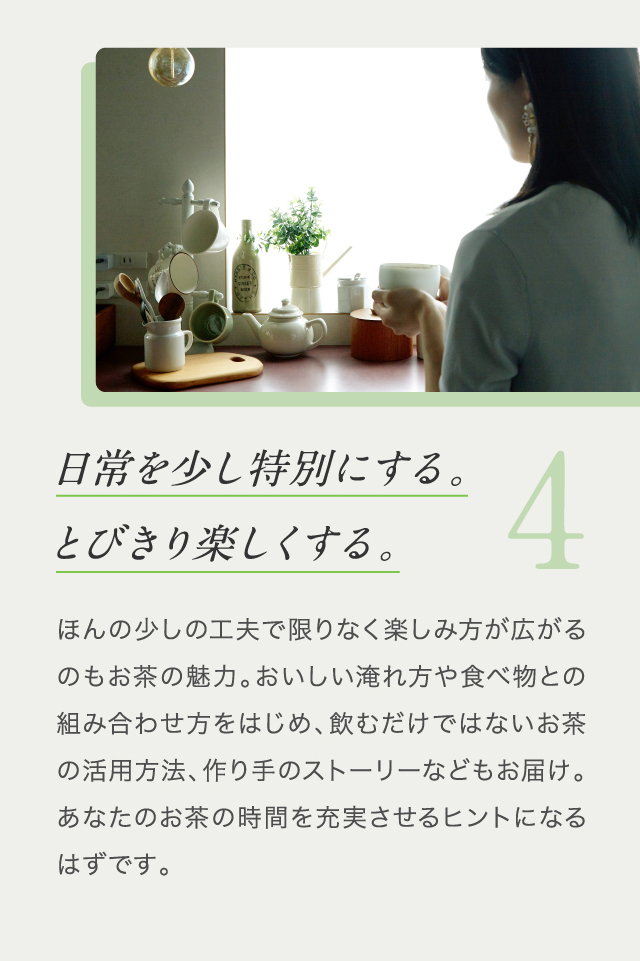 日常を少し特別にする。
とびきり楽しくする。
4
ほんの少しの工夫で限りなく楽しみ方が広がる
のもお茶の魅力。おいしい淹れ方や食べ物との
組み合わせ方をはじめ、飲むだけではないお茶
の活用方法、作り手のストーリーなどもお届け。
あなたのお茶の時間を充実させるヒントになる
はずです。